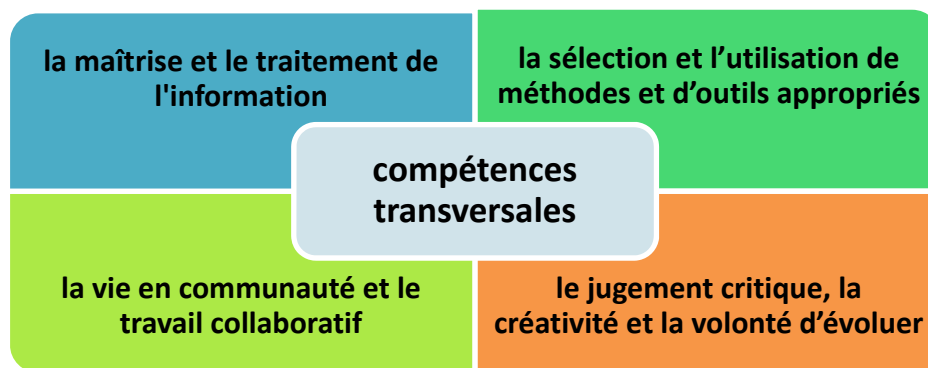 la maîtrise et le traitement de
l'information
la sélection et l’utilisation de
méthodes et d’outils appropriés
compétences
transversales
la vie en communauté et le
travail collaboratif
le jugement critique, la
créativité et la volonté d’évoluer